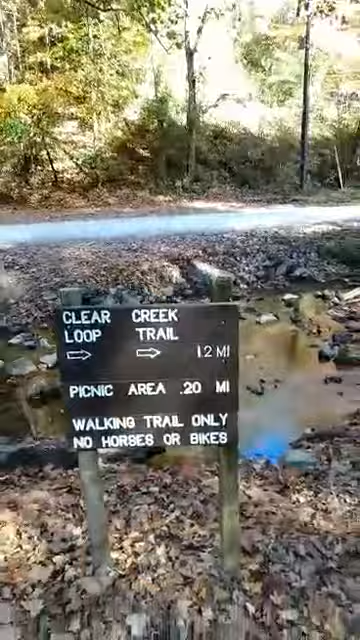 CLEAR CREEK
LOOP TRAIL
→ → 1.2 MI
PICNIC AREA .20 MI
WALKING TRAIL ONLY
NO HORSES OR BIKES